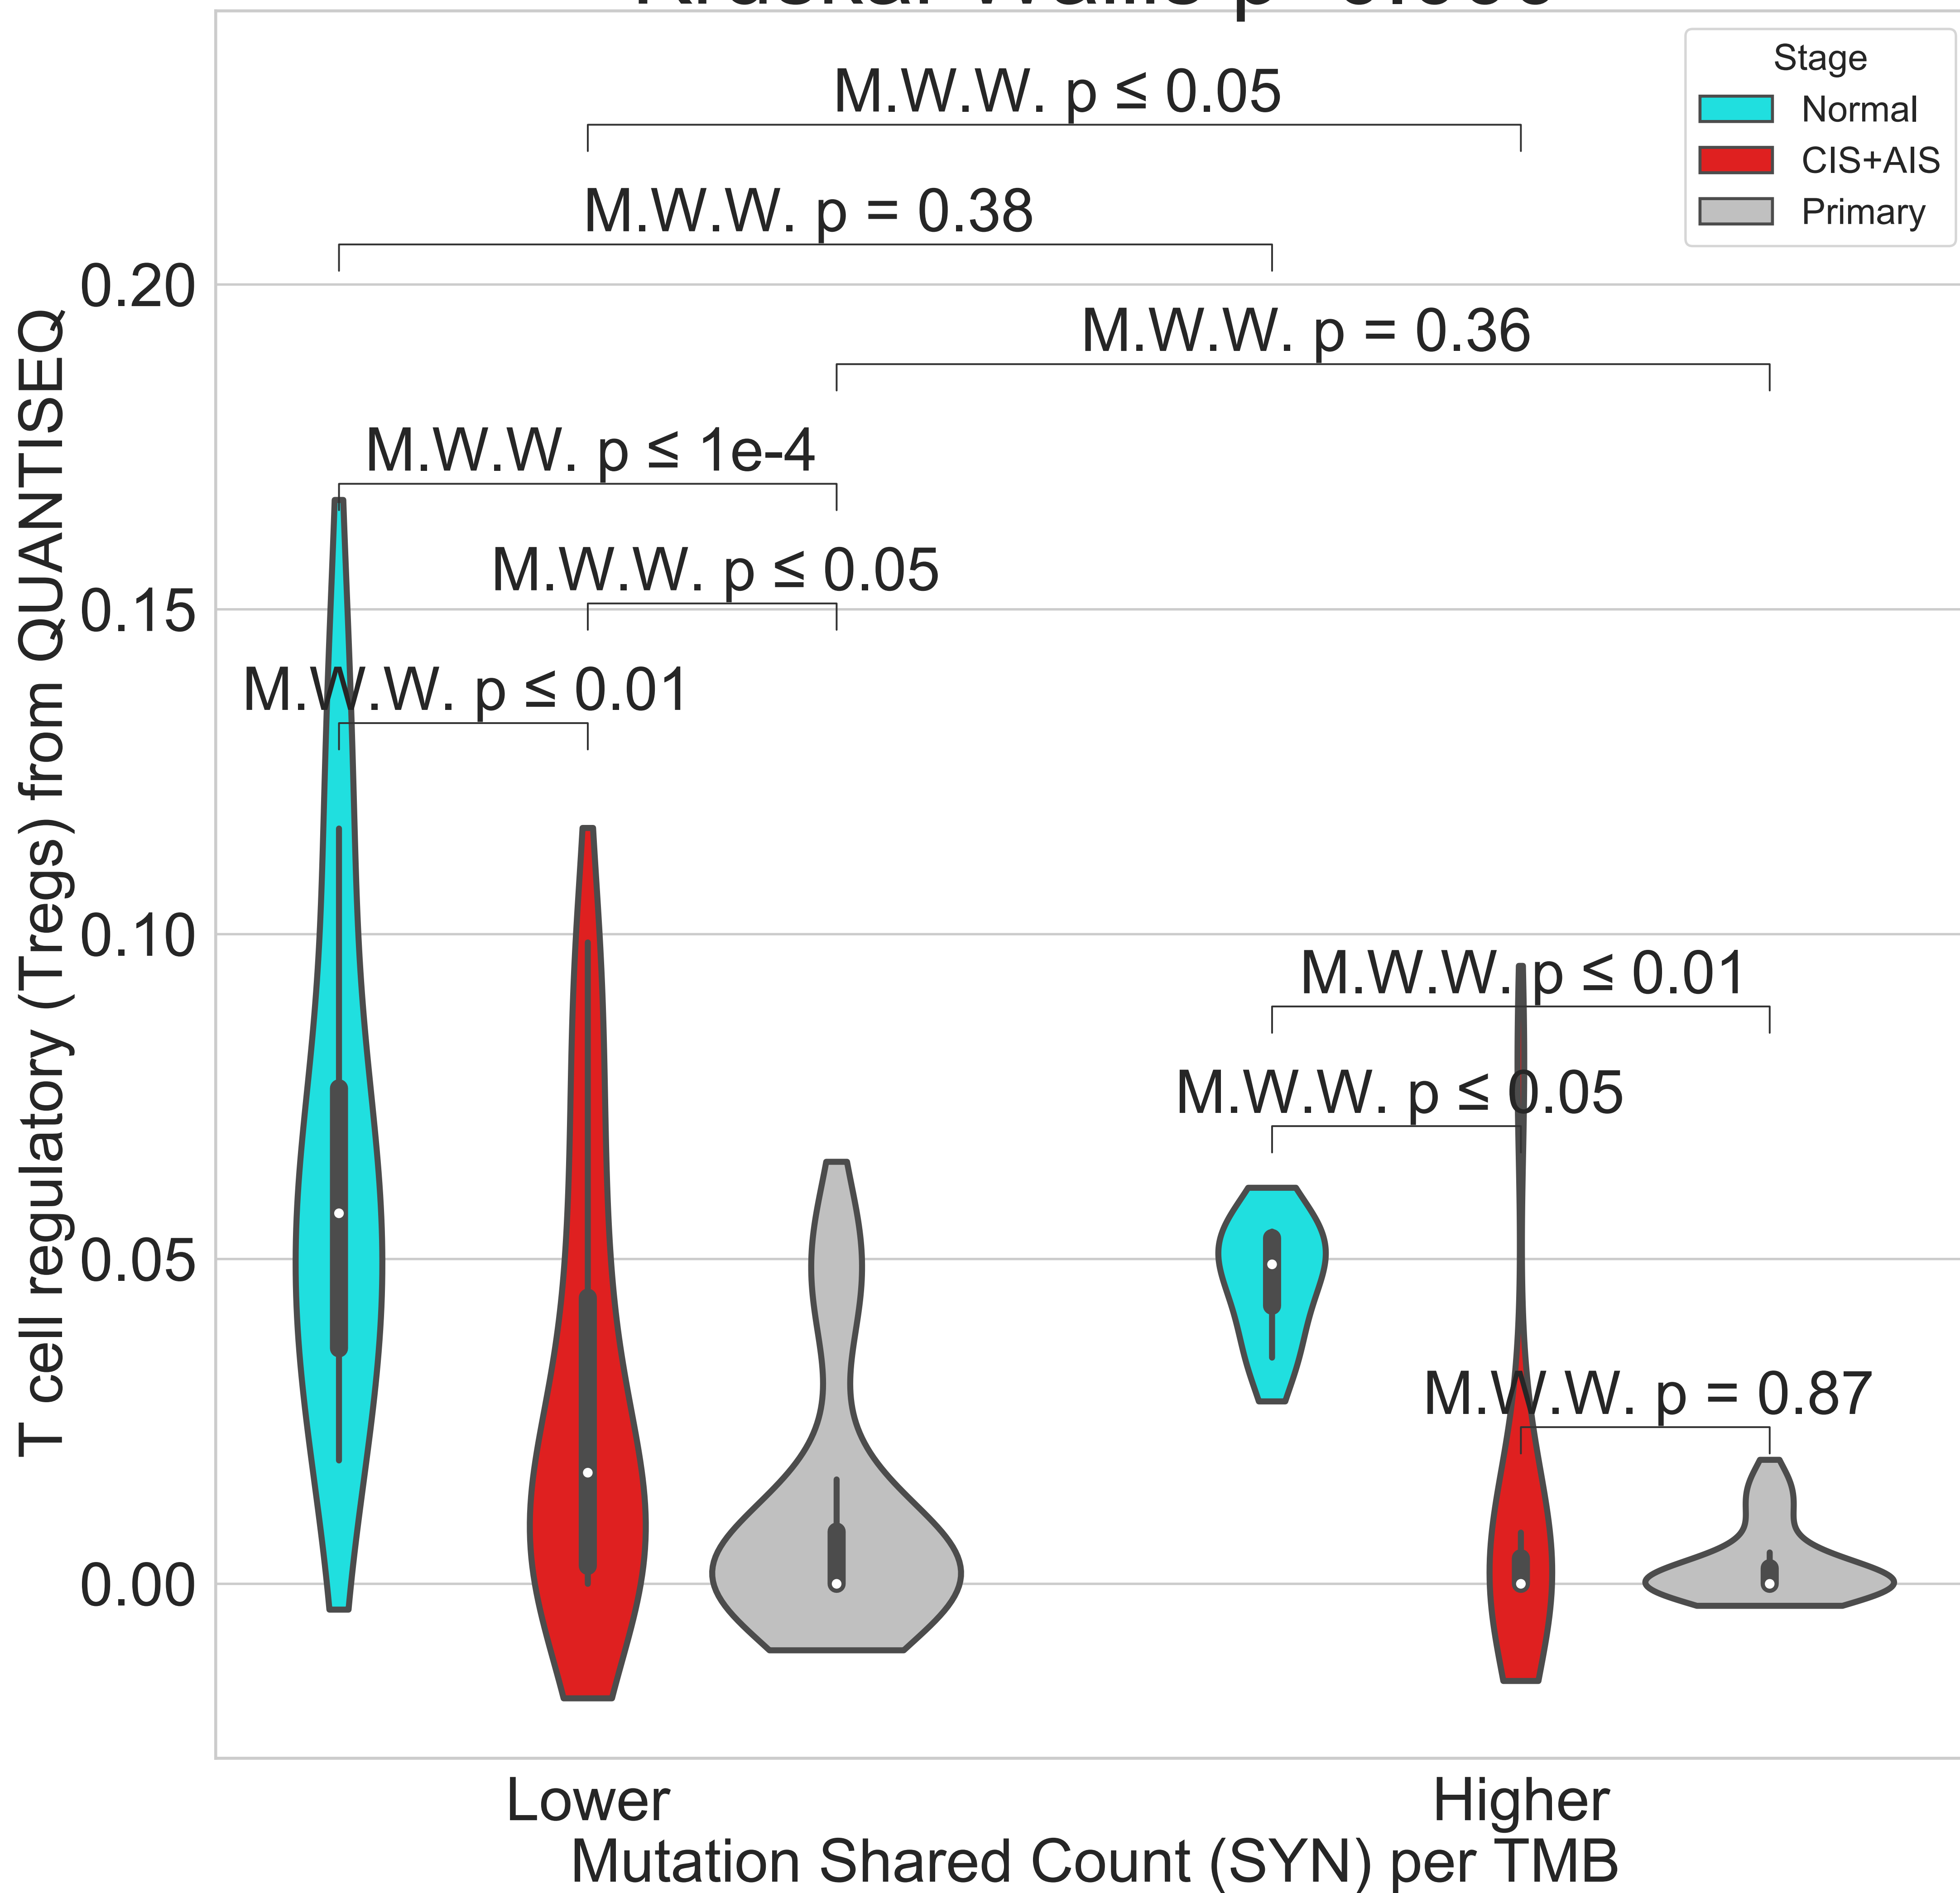 M.W.W. p ≤ 0.05
M.W.W. p = 0.38
M.W.W. p = 0.36
M.W.W. p ≤ 1e-4
M.W.W. p ≤ 0.05
M.W.W. p ≤ 0.01
M.W.W. p ≤ 0.01
M.W.W. p ≤ 0.05
M.W.W. p = 0.87
Stage
Normal
CIS+AIS
Primary
T cell regulatory (Tregs) from QUANTISEQ
0.20
0.15
0.10
0.05
0.00
Lower
Higher
Mutation Shared Count (SYN) per TMB